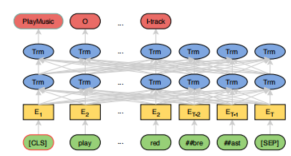 PlayMusic O ... I-track
Trm Trm ... Trm Trm Trm Trm
Trm Trm ... Trm Trm Trm Trm
E1 E2 ... E2 ET-2 ET-1 ET
[CLS] play ... red ##bre ##ast [SEP]